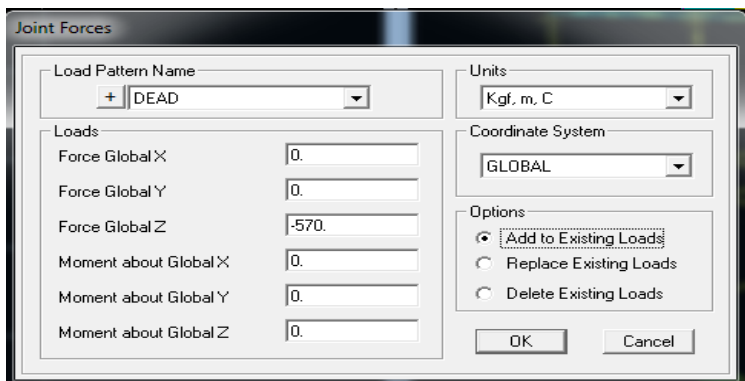 Joint Forces
Load Pattern Name
+ DEAD
Units
Kgf, m, C
Loads
Force Global X 0.
Force Global Y 0.
Force Global Z -570.
Moment about Global X 0.
Moment about Global Y 0.
Moment about Global Z 0.
Coordinate System
GLOBAL
Options
Add to Existing Loads
Replace Existing Loads
Delete Existing Loads
OK Cancel